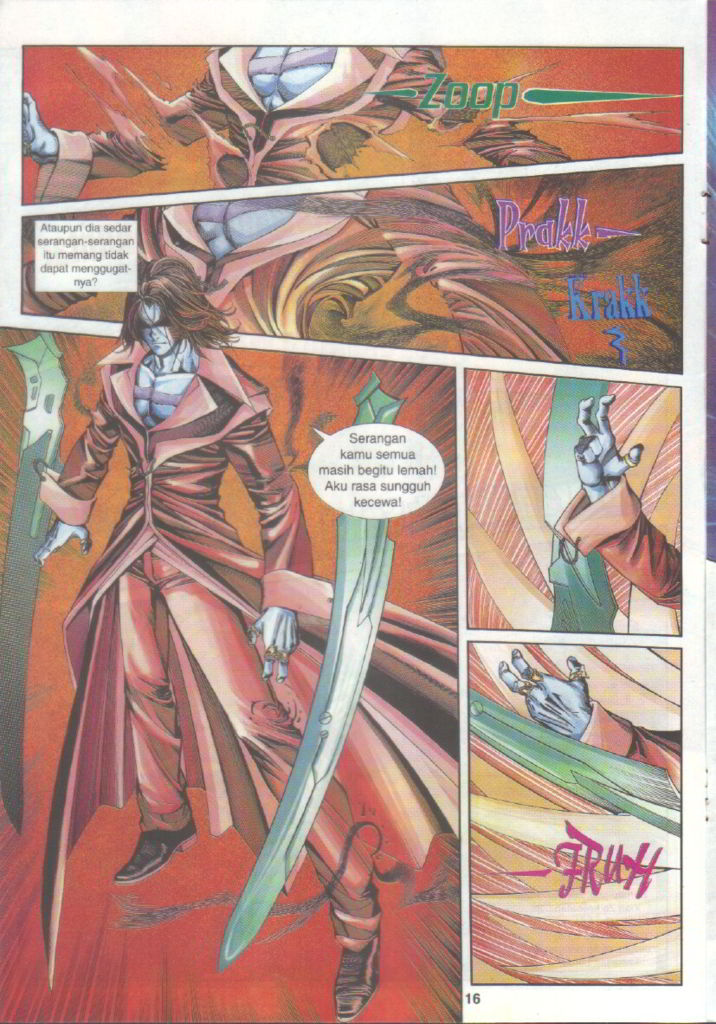 Zoop
Ataupun dia sedar
serangan-serangan
itu memang tidak
dapat menggugat-
nya?
Prakk
Krakk
Serangan
kamu semua
masih begitu lemah!
Aku rasa sungguh
kecewa!
FRUH
16